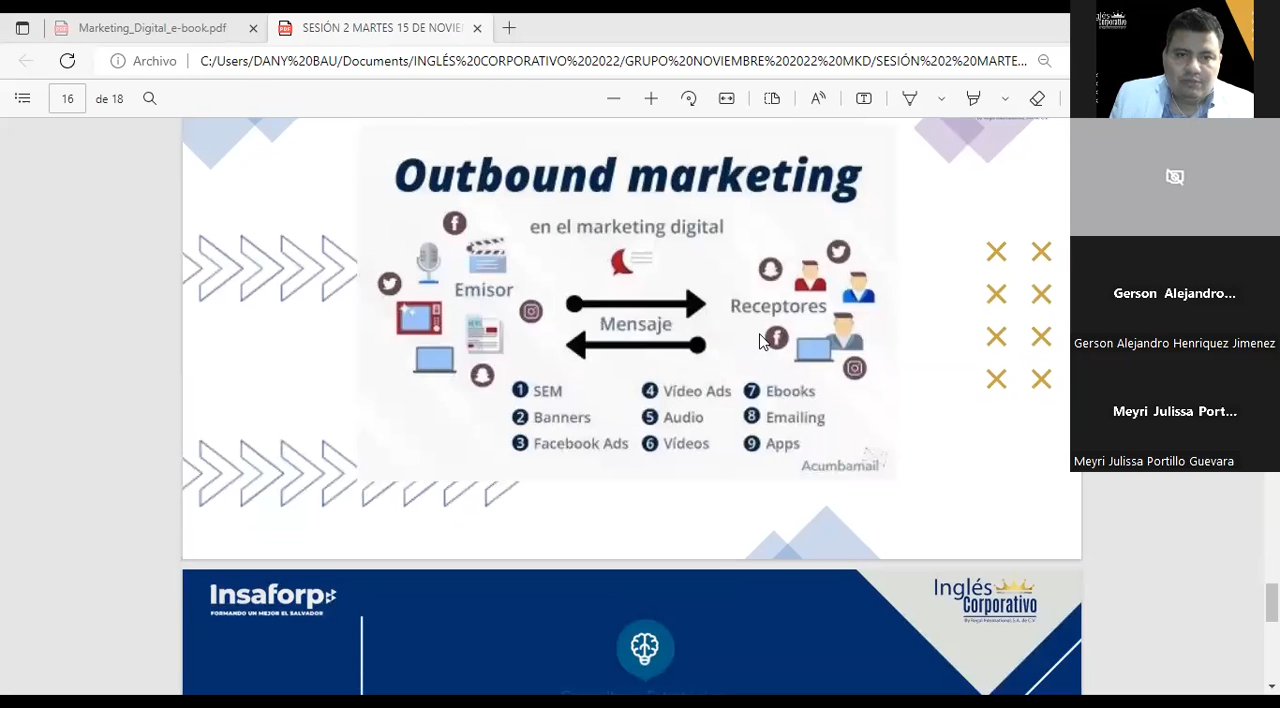 Marketing_Digital_e-book.pdf
SESIÓN 2 MARTES 15 DE NOVIE
Archivo
C:/Users/DANY%20BAU/Documents/INGLÉS%20CORPORATIVO%202022/GRUPO%20NOVIEMBRE%202022%20MKD/SESIÓN%202%20MARTE...
16
de 18
Inglés
Corporativo
Outbound marketing
en el marketing digital
Emisor
Mensaje
Receptores
1 SEM
2 Banners
3 Facebook Ads
4 Vídeo Ads
5 Audio
6 Vídeos
7 Ebooks
8 Emailing
9 Apps
Acumbamail
Gerson Alejandro...
Gerson Alejandro Henriquez Jimenez
Meyri Julissa Port...
Meyri Julissa Portillo Guevara
Insaforp
FORMANDO UN MEJOR EL SALVADOR
Inglés
Corporativo